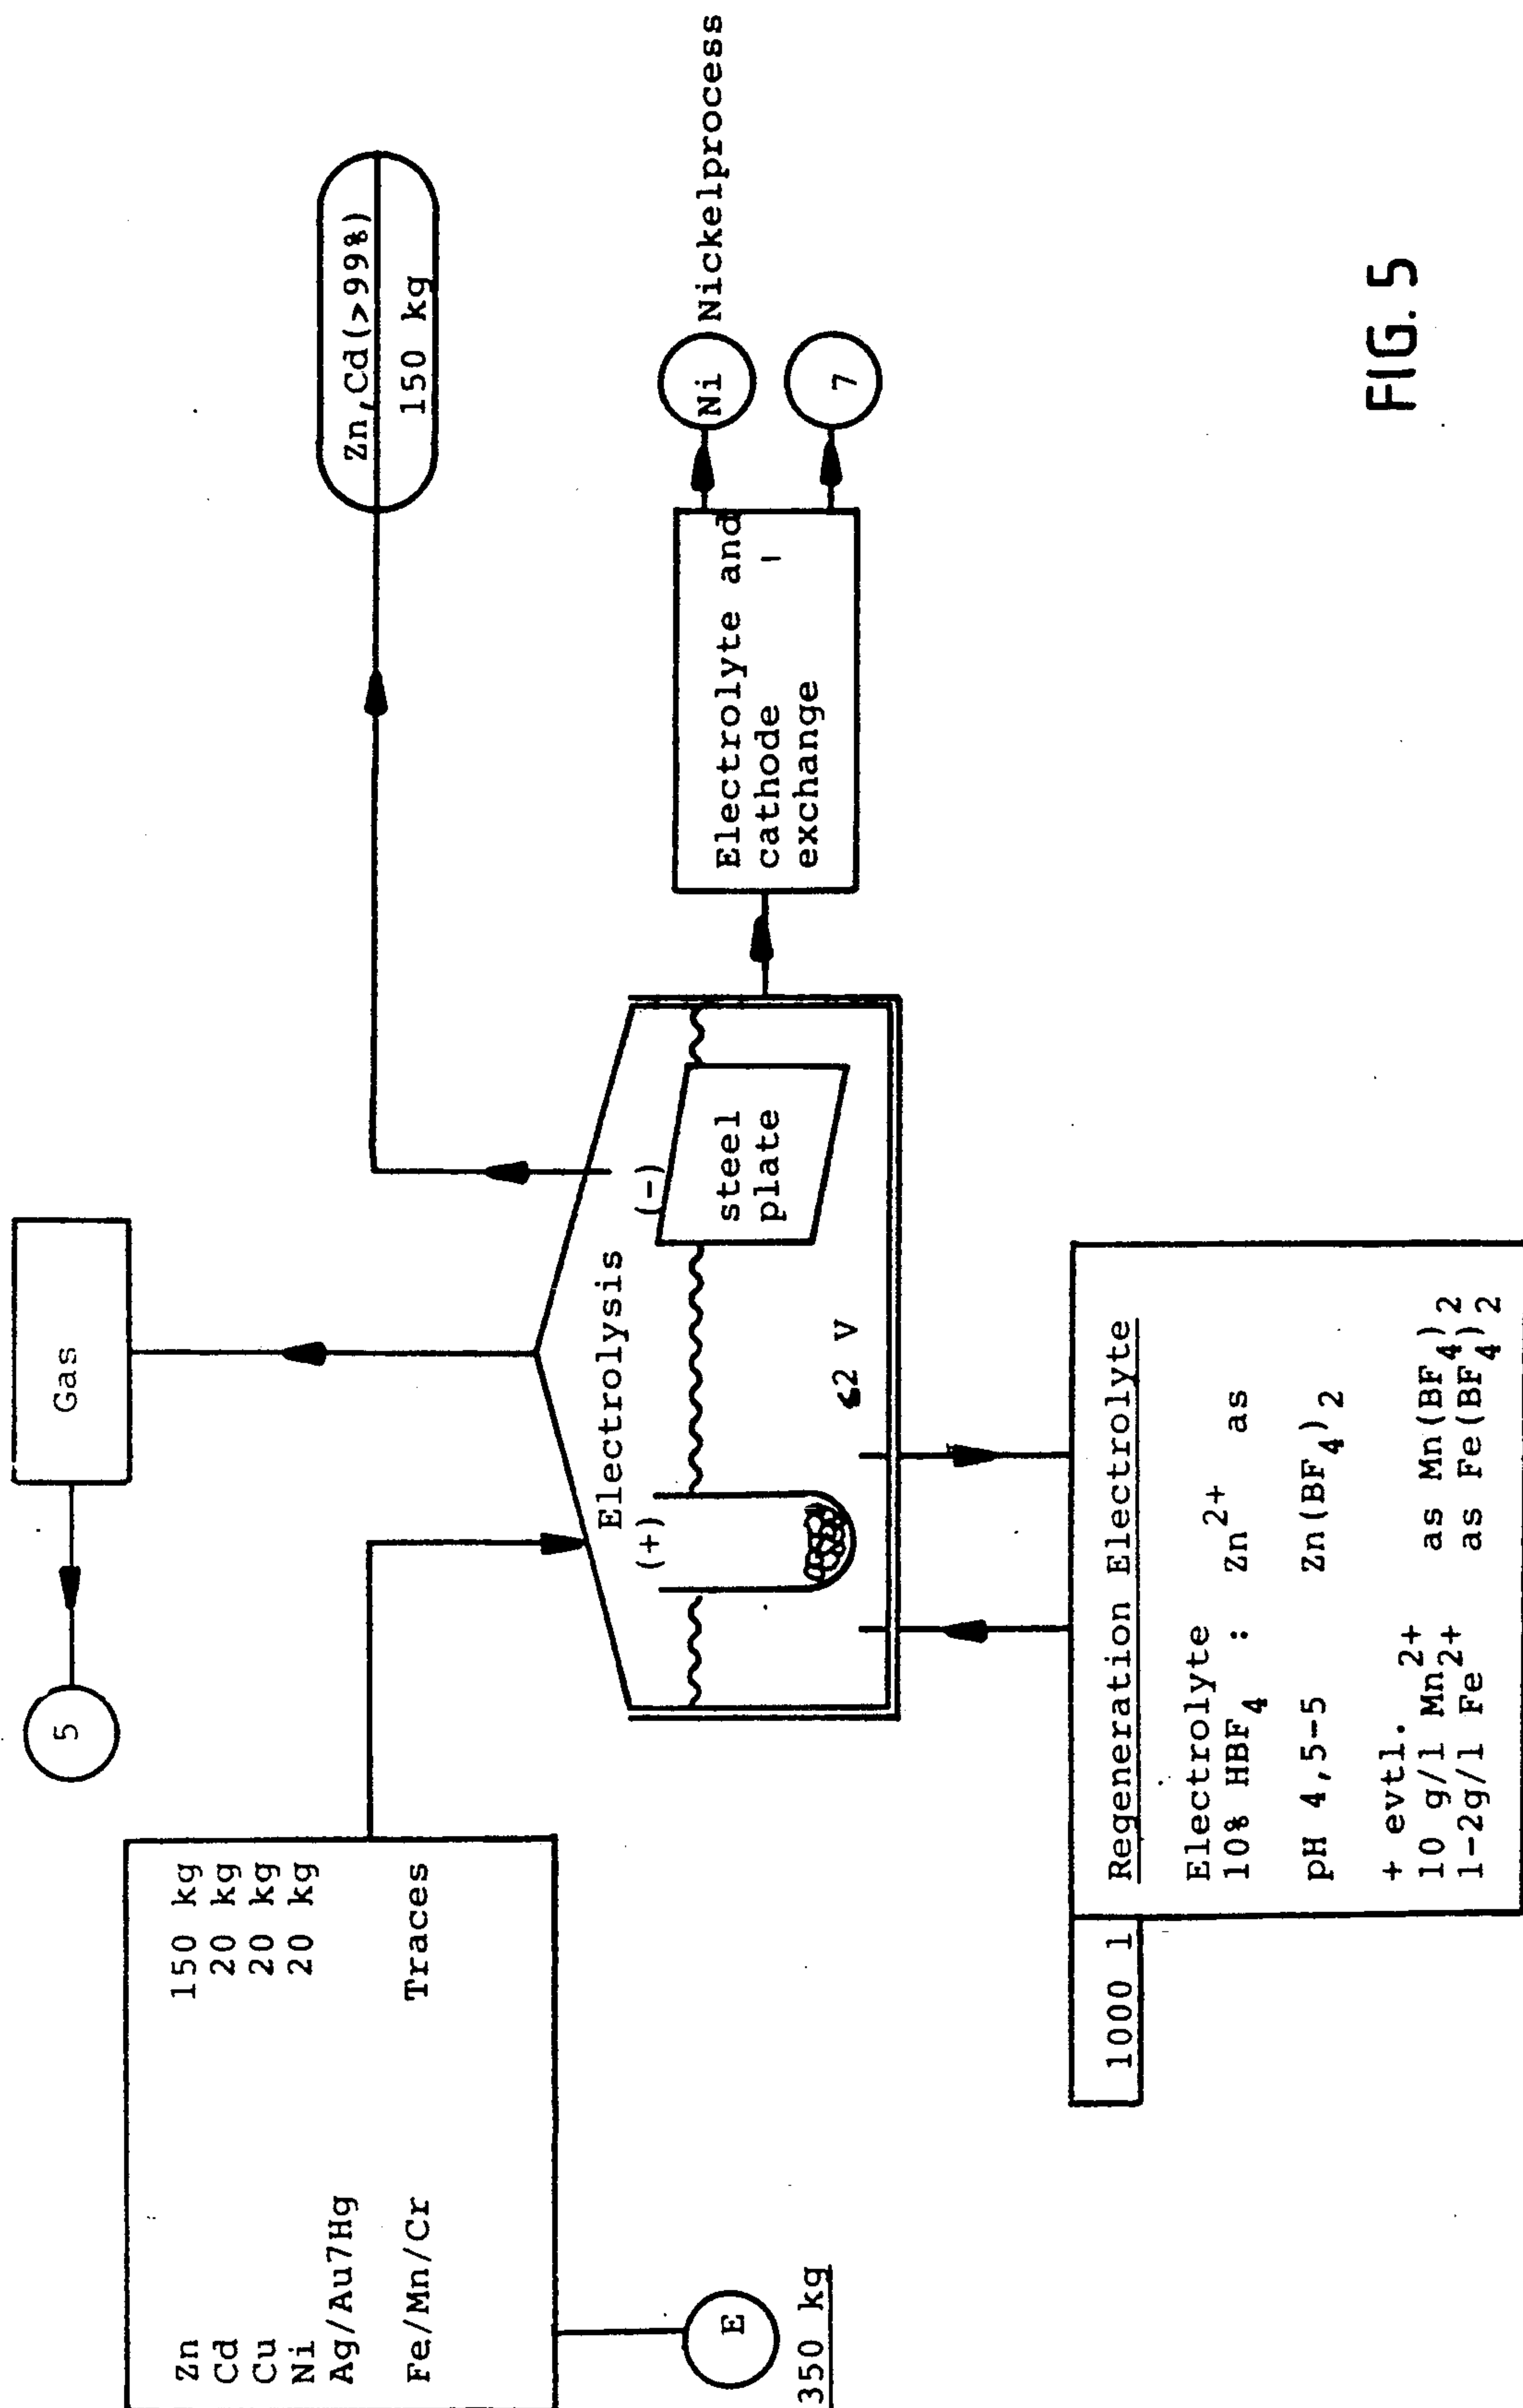 5
Gas
Zn 150 kg
Cd 20 kg
Cu 20 kg
Ni 20 kg
Ag/Au7Hg
Fe/Mn/Cr Traces
E
350 kg
Electrolysis
(+)
(-)
steel
plate
≤2 V
Zn,Cd(>99%)
150 kg
Electrolyte and
cathode
exchange
Ni Nickelprocess
7
1000 l
Regeneration Electrolyte
Electrolyte
10% HBF4 : Zn2+ as
pH 4,5-5 Zn(BF4)2
+ evtl.
10 g/l Mn2+ as Mn(BF4)2
1-2g/l Fe2+ as Fe(BF4)2
FIG. 5